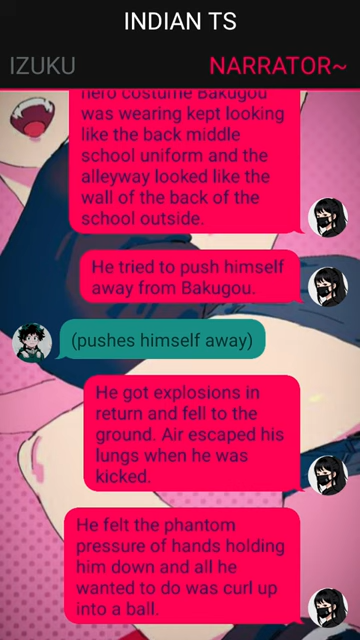 INDIAN TS
IZUKU
NARRATOR~
hero costume Bakugou
was wearing kept looking
like the back middle
school uniform and the
alleyway looked like the
wall of the back of the
school outside.
He tried to push himself
away from Bakugou.
(pushes himself away)
He got explosions in
return and fell to the
ground. Air escaped his
lungs when he was
kicked.
He felt the phantom
pressure of hands holding
him down and all he
wanted to do was curl up
into a ball.